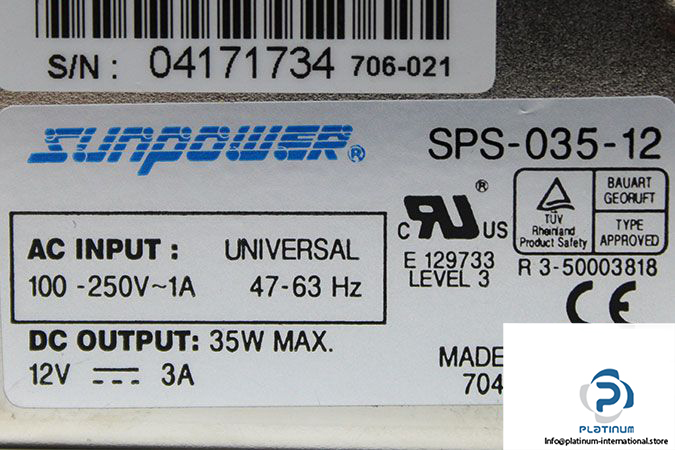 S/N : 04171734 706-021
SUNPOWER®
SPS-035-12
AC INPUT : UNIVERSAL
100 -250V~1A 47-63 Hz
DC OUTPUT: 35W MAX.
12V 3A
C RU® US
E 129733
LEVEL 3
TÜV
Rheinland
Product Safety
BAUART
GEORUFT
TYPE
APPROVED
R 3-50003818
CE
MADE
704
PLATINUM
Info@platinum-international.store